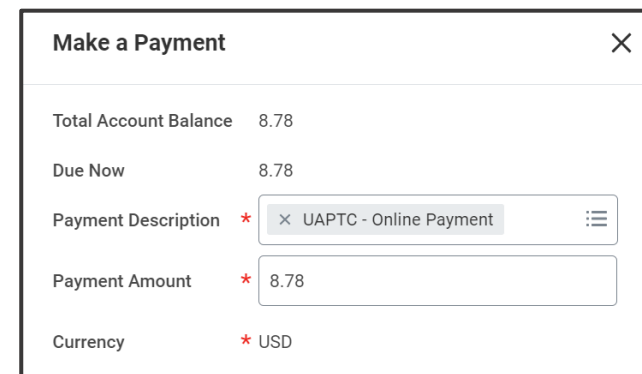 Make a Payment
Total Account Balance 8.78
Due Now 8.78
Payment Description * × UAPTC - Online Payment
Payment Amount * 8.78
Currency * USD